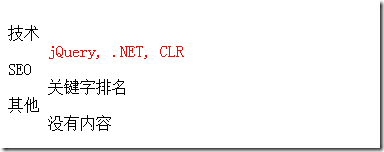 技术
jQuery, .NET, CLR
SEO
关键字排名
其他
没有内容